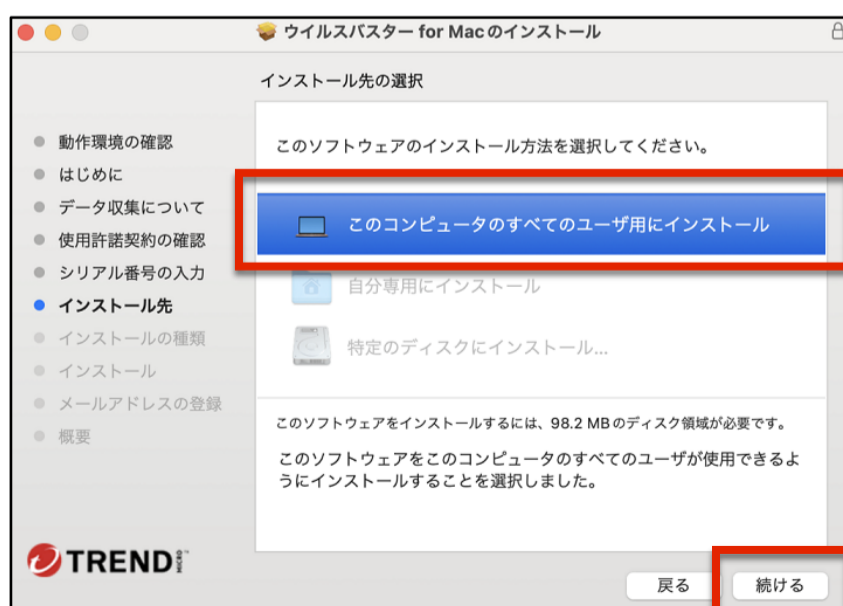 ウイルスバスター for Macのインストール
インストール先の選択
動作環境の確認
はじめに
データ収集について
使用許諾契約の確認
シリアル番号の入力
インストール先
インストールの種類
インストール
メールアドレスの登録
概要
このソフトウェアのインストール方法を選択してください。
このコンピュータのすべてのユーザ用にインストール
自分専用にインストール
特定のディスクにインストール...
このソフトウェアをインストールするには、98.2 MBのディスク領域が必要です。
このソフトウェアをこのコンピュータのすべてのユーザが使用できるよ
うにインストールすることを選択しました。
TREND MICRO™
戻る
続ける